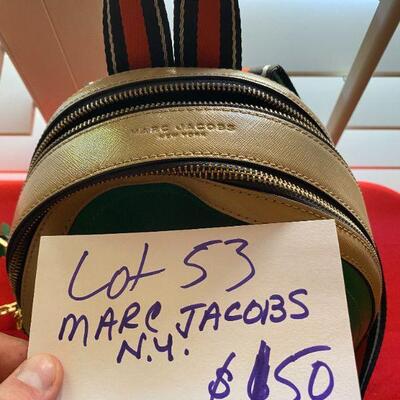 MARC JACOBS
NEW YORK
Lot 53
MARC JACOBS
N.Y.
$ 150